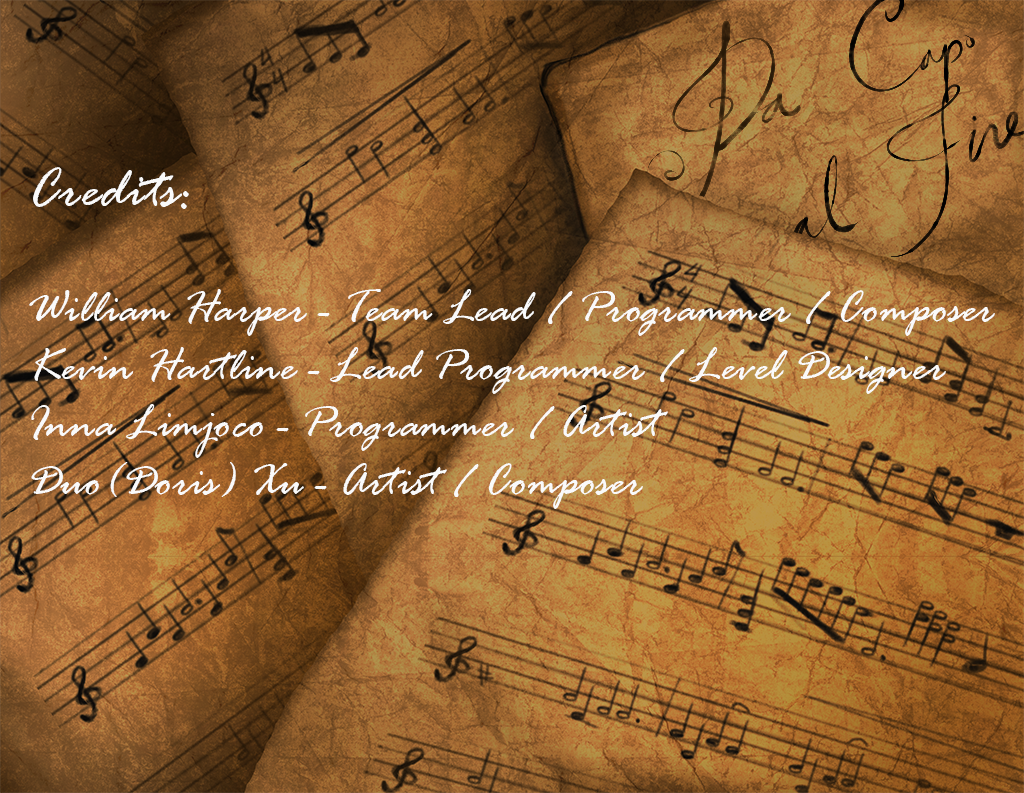 Da Capo
al Fine
Credits:
William Harper - Team Lead / Programmer / Composer
Kevin Hartline - Lead Programmer / Level Designer
Inna Limjoco - Programmer / Artist
Duo (Doris) Xu - Artist / Composer